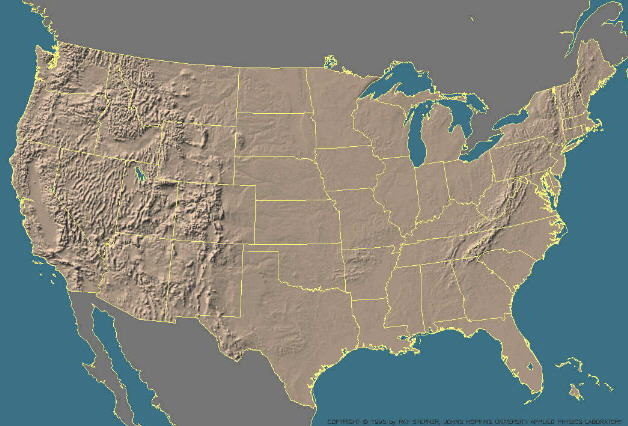 COPYRIGHT © 1995 by RAY STERNER, JOHNS HOPKINS UNIVERSITY APPLIED PHYSICS LABORATORY